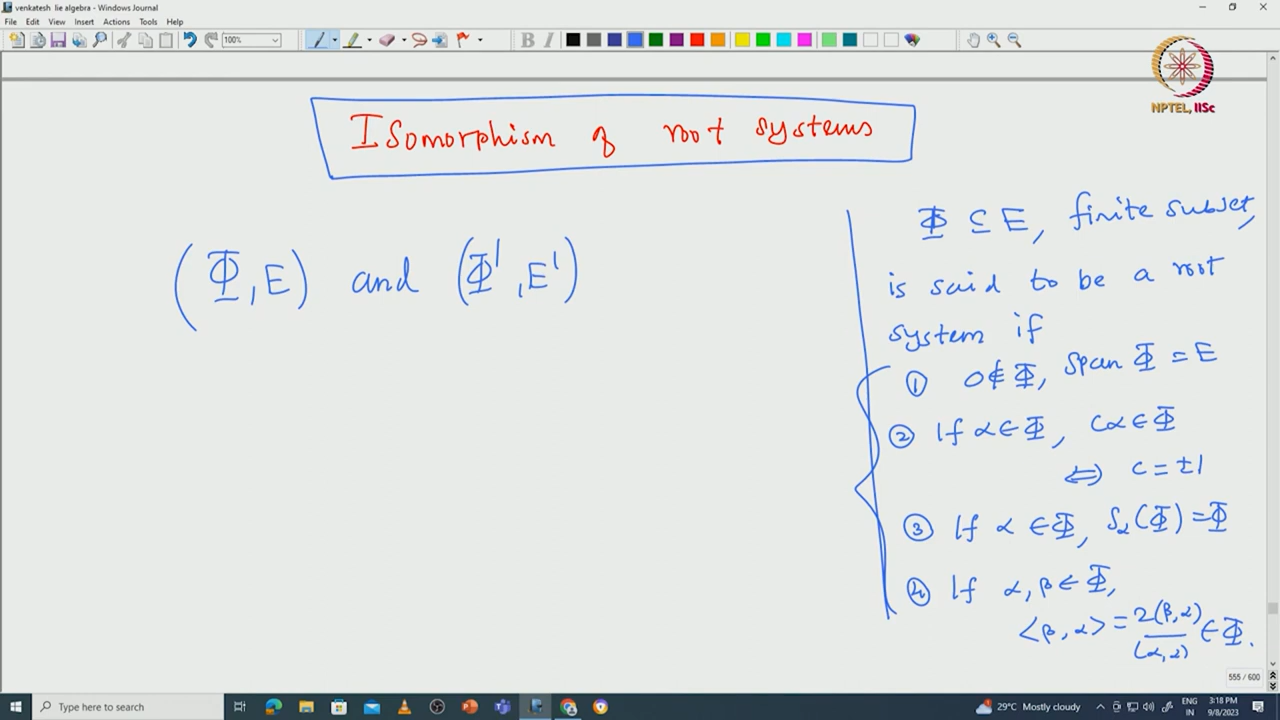 venkatesh lie algebra - Windows Journal
File Edit View Insert Actions Tools Help
100%
B I
NPTEL, IISc
Isomorphism of root systems
(Φ, E) and (Φ', E')
Φ ⊆ E, finite subset,
is said to be a root
system if
① 0 ∉ Φ, span Φ = E
② If α ∈ Φ, cα ∈ Φ
⇔ c = ±1
③ If α ∈ Φ, S_α(Φ) = Φ
④ If α, β ∈ Φ,
<β, α> = 2(β, α) / (α, α) ∈ Φ.
555 / 600
Type here to search
29°C Mostly cloudy
ENG
IN
3:18 PM
9/8/2023